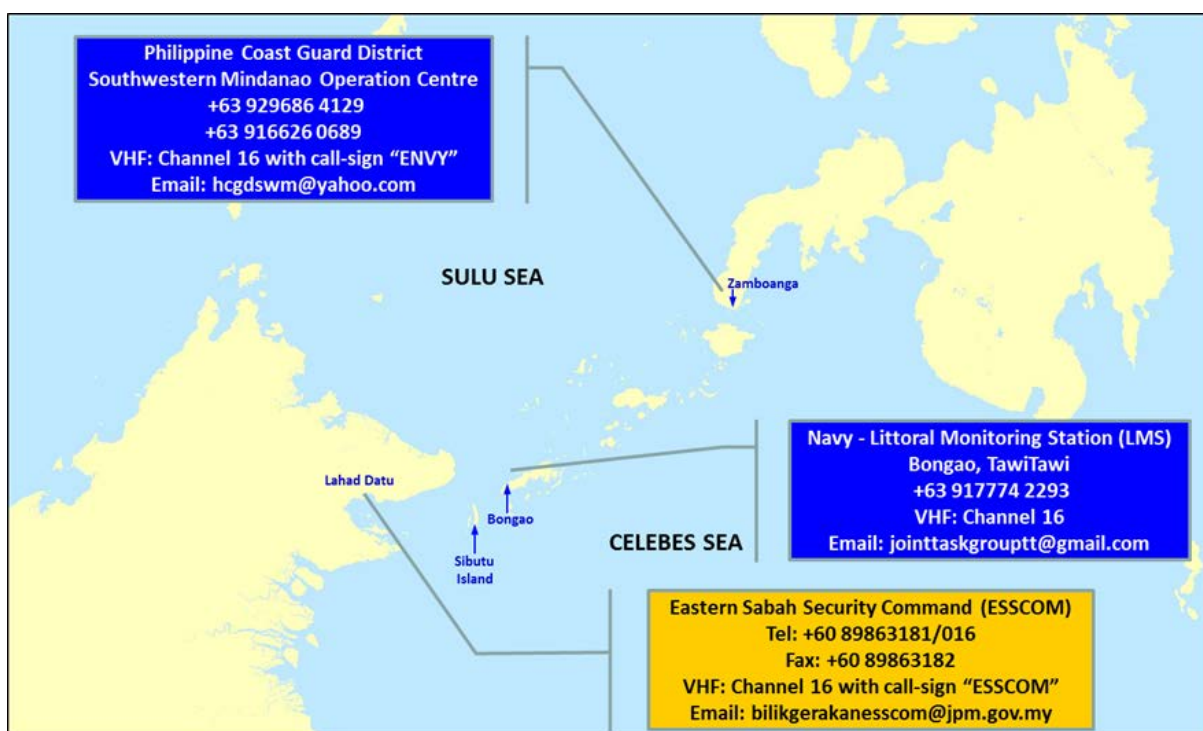 Philippine Coast Guard District
Southwestern Mindanao Operation Centre
+63 929686 4129
+63 916626 0689
VHF: Channel 16 with call-sign “ENVY”
Email: hcgdswm@yahoo.com
SULU SEA
Zamboanga
Navy - Littoral Monitoring Station (LMS)
Bongao, TawiTawi
+63 917774 2293
VHF: Channel 16
Email: jointtaskgrouptt@gmail.com
Lahad Datu
Bongao
CELEBES SEA
Sibutu
Island
Eastern Sabah Security Command (ESSCOM)
Tel: +60 89863181/016
Fax: +60 89863182
VHF: Channel 16 with call-sign “ESSCOM”
Email: bilikgerakanesscom@jpm.gov.my